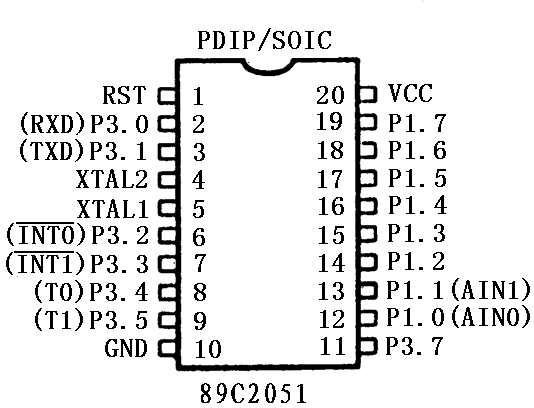 PDIP/SOIC
RST 1 20 VCC
(RXD)P3.0 2 19 P1.7
(TXD)P3.1 3 18 P1.6
XTAL2 4 17 P1.5
XTAL1 5 16 P1.4
(I̅N̅T̅0̅)P3.2 6 15 P1.3
(I̅N̅T̅1̅)P3.3 7 14 P1.2
(T0)P3.4 8 13 P1.1(AIN1)
(T1)P3.5 9 12 P1.0(AIN0)
GND 10 11 P3.7
89C2051